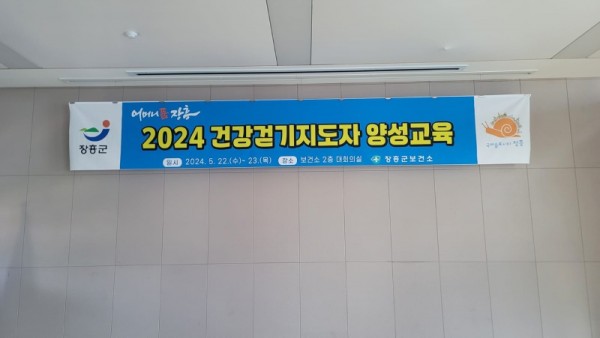 어머니품 장흥
2024 건강걷기지도자 양성교육
일시 2024. 5. 22.(수)- 23.(목) 장소 보건소 2층 대회의실 장흥군보건소
장흥군